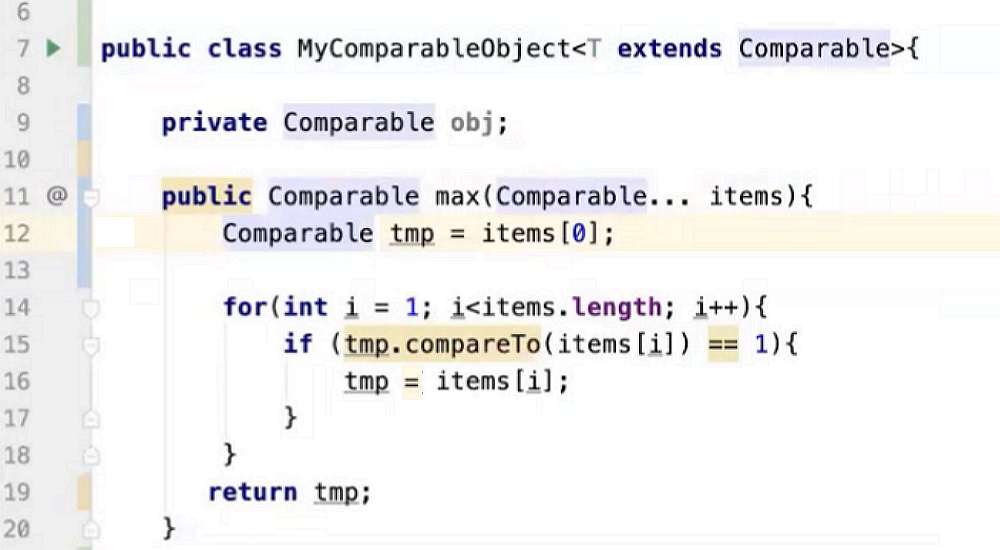 6
7 public class MyComparableObject<T extends Comparable>{
8
9 private Comparable obj;
10
11 @ public Comparable max(Comparable... items){
12 Comparable tmp = items[0];
13
14 for(int i = 1; i<items.length; i++){
15 if (tmp.compareTo(items[i]) == 1){
16 tmp = items[i];
17 }
18 }
19 return tmp;
20 }